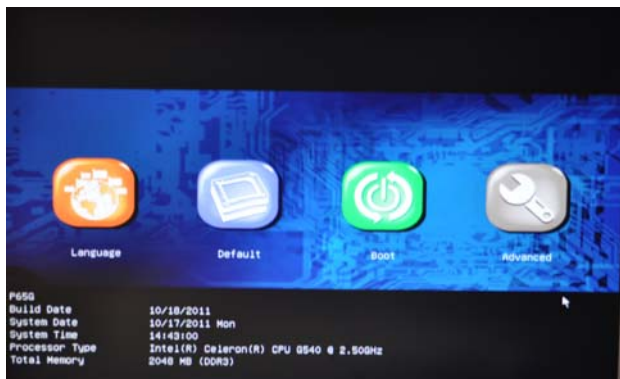 Language
Default
Boot
Advanced
P65G
Build Date 10/18/2011
System Date 10/17/2011 Mon
System Time 14:43:00
Processor Type Intel(R) Celeron(R) CPU G540 @ 2.50GHz
Total Memory 2048 MB (DDR3)